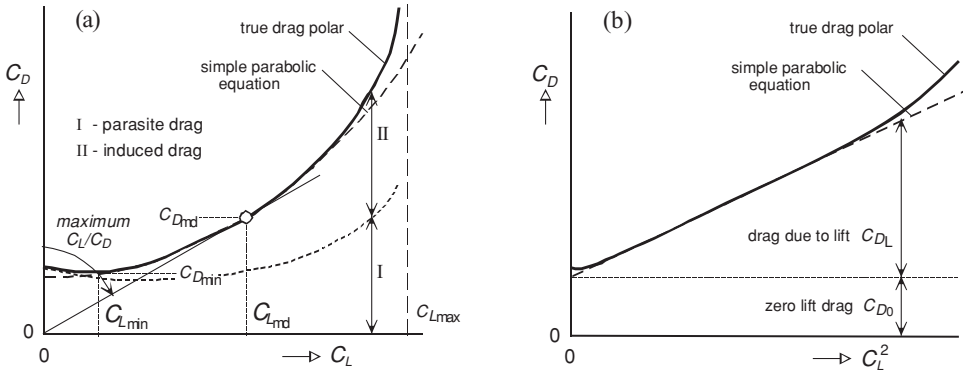 (a)
true drag polar
C_D
simple parabolic
equation
I - parasite drag
II - induced drag
II
C_Dmd
maximum
C_L/C_D
C_Dmin
I
C_Lmin
C_Lmd
C_Lmax
0
0
C_L
(b)
true drag polar
C_D
simple parabolic
equation
drag due to lift C_DL
zero lift drag C_D0
0
0
C_L^2